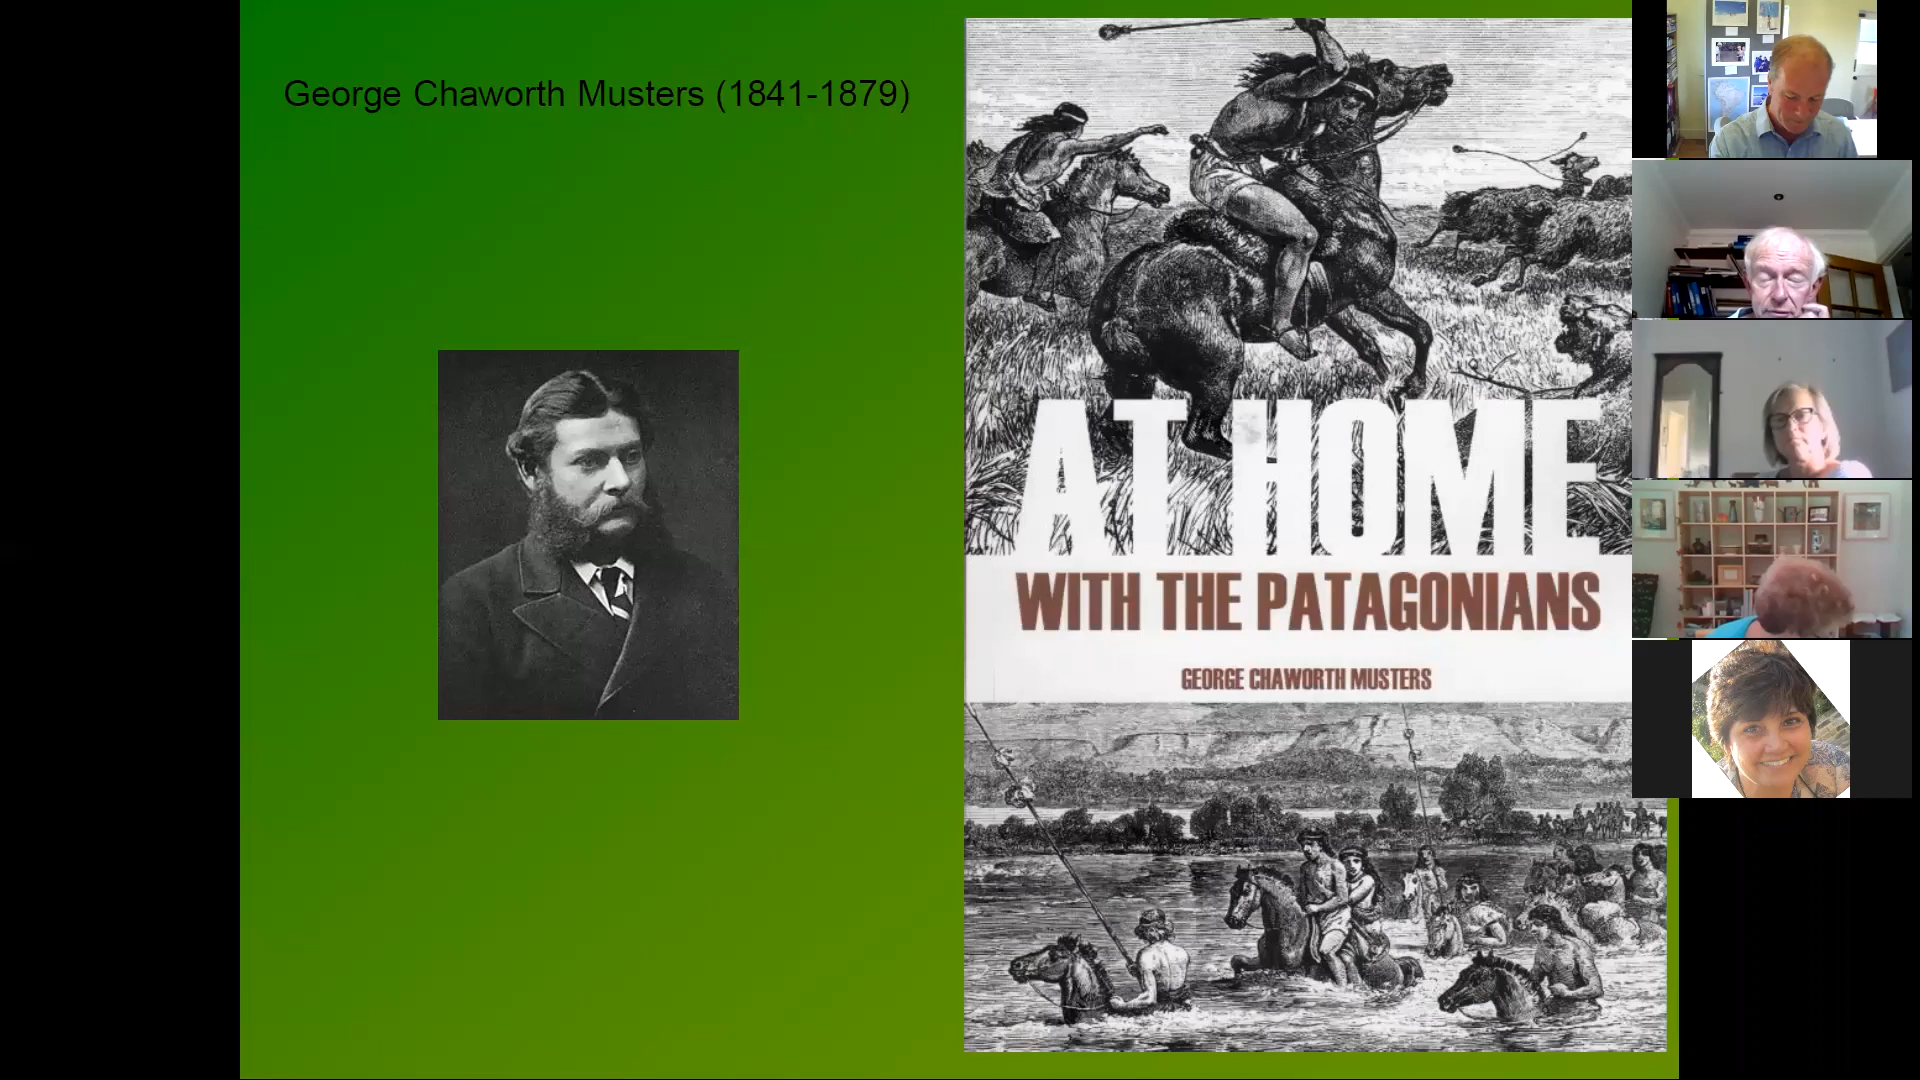 George Chaworth Musters (1841-1879)
AT HOME
WITH THE PATAGONIANS
GEORGE CHAWORTH MUSTERS